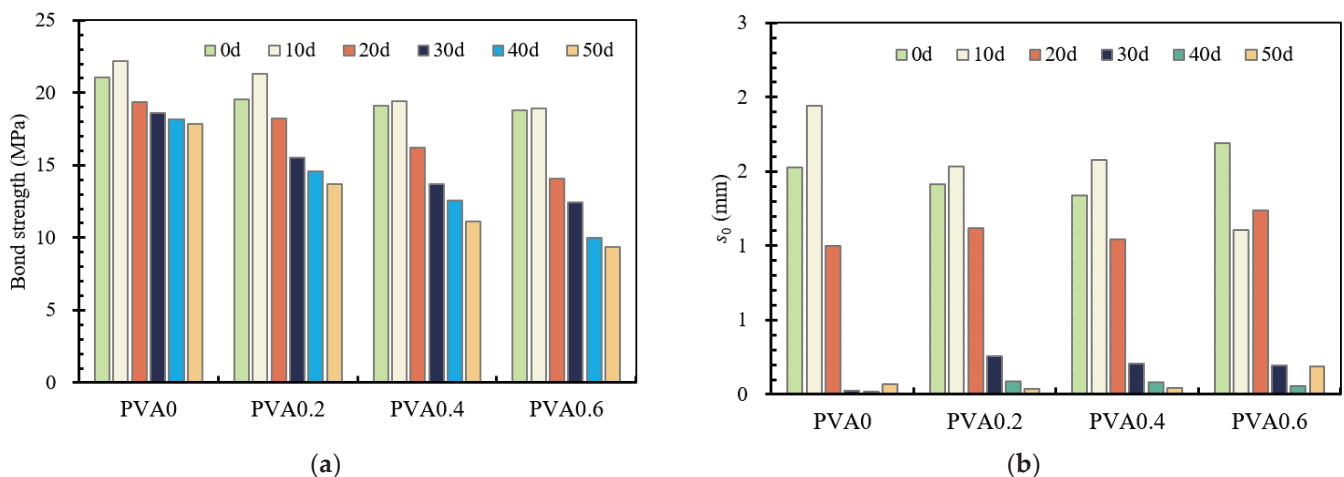 25
20
15
10
5
0
Bond strength (MPa)
0d 10d 20d 30d 40d 50d
PVA0 PVA0.2 PVA0.4 PVA0.6
(a)
3
2
2
1
1
0
s0 (mm)
0d 10d 20d 30d 40d 50d
PVA0 PVA0.2 PVA0.4 PVA0.6
(b)